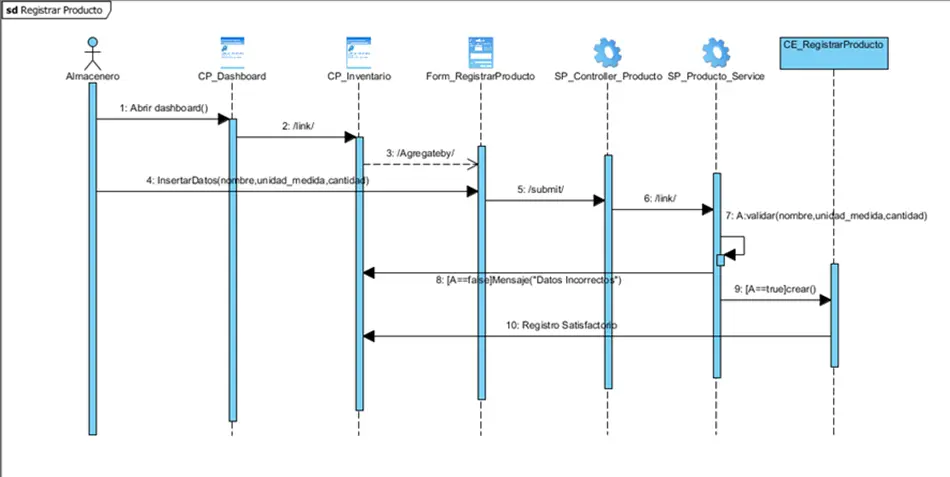 sd Registrar Producto
CE_RegistrarProducto
Almacenero
CP_Dashboard
CP_Inventario
Form_RegistrarProducto
SP_Controller_Producto
SP_Producto_Service
1: Abrir dashboard()
2: /link/
3: /Agregateby/
4: InsertarDatos(nombre,unidad_medida,cantidad)
5: /submit/
6: /link/
7: A:validar(nombre,unidad_medida,cantidad)
8: [A==false]Mensaje("Datos Incorrectos")
9: [A==true]crear()
10: Registro Satisfactorio